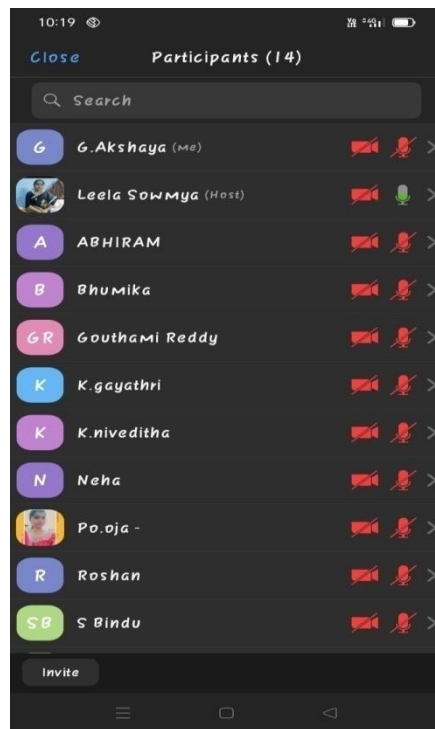 10:19
Close Participants (14)
Search
G G.Akshaya (Me)
Leela Sowmya (Host)
A ABHIRAM
B Bhumika
GR Gouthami Reddy
K K.gayathri
K K.niveditha
N Neha
Po.oja -
R Roshan
SB S Bindu
Invite